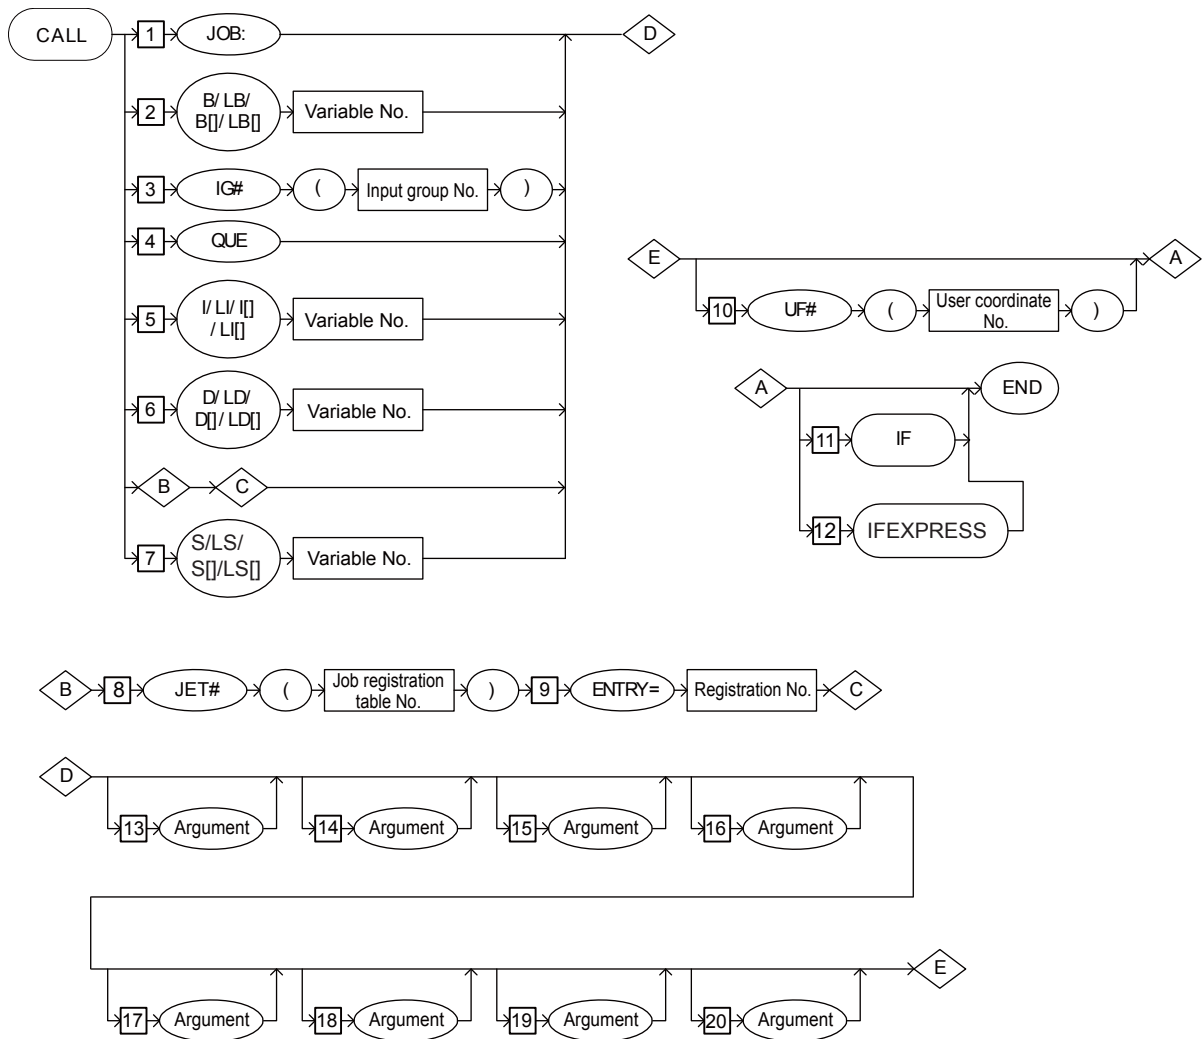 CALL 1 JOB: D
2 B/ LB/ B[]/ LB[] Variable No.
3 IG# ( Input group No. )
4 QUE
E A
5 I/ LI/ I[] / LI[] Variable No.
10 UF# ( User coordinate No. )
6 D/ LD/ D[]/ LD[] Variable No.
A END
11 IF
B C
12 IFEXPRESS
7 S/LS/ S[]/LS[] Variable No.
B 8 JET# ( Job registration table No. ) 9 ENTRY= Registration No. C
D
13 Argument 14 Argument 15 Argument 16 Argument
E
17 Argument 18 Argument 19 Argument 20 Argument